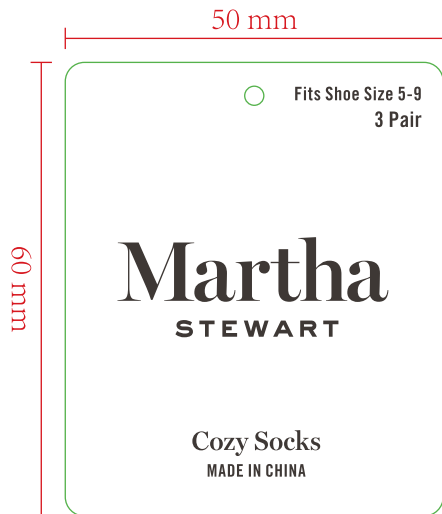 50 mm
Fits Shoe Size 5-9
3 Pair
60 mm
Martha
STEWART
Cozy Socks
MADE IN CHINA